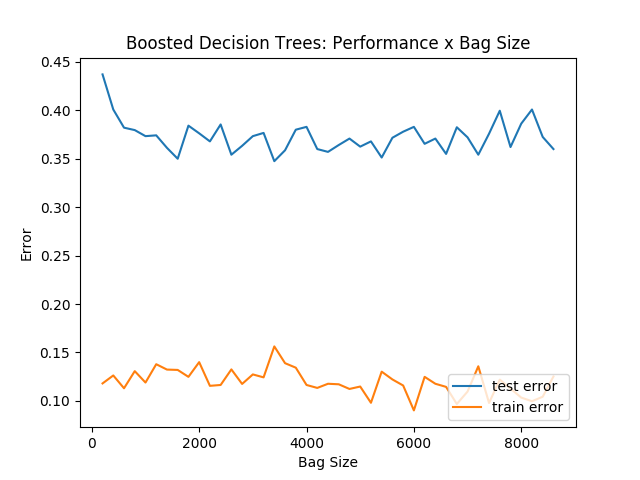 Boosted Decision Trees: Performance x Bag Size
0.45
0.40
0.35
0.30
0.25
0.20
0.15
0.10
Error
test error
train error
0
2000
4000
6000
8000
Bag Size